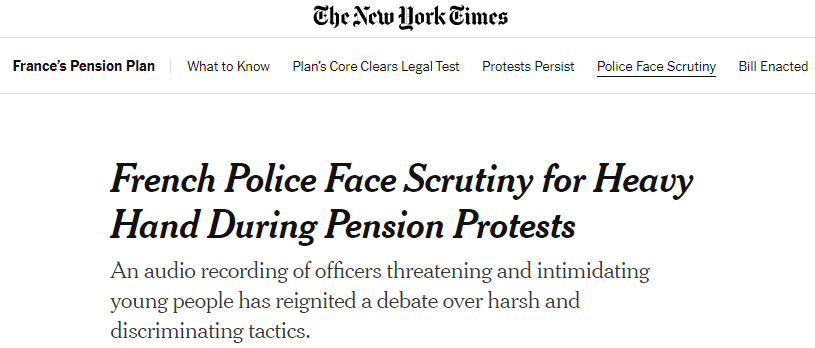 The New York Times
France's Pension Plan What to Know Plan's Core Clears Legal Test Protests Persist Police Face Scrutiny Bill Enacted
French Police Face Scrutiny for Heavy
Hand During Pension Protests
An audio recording of officers threatening and intimidating
young people has reignited a debate over harsh and
discriminating tactics.